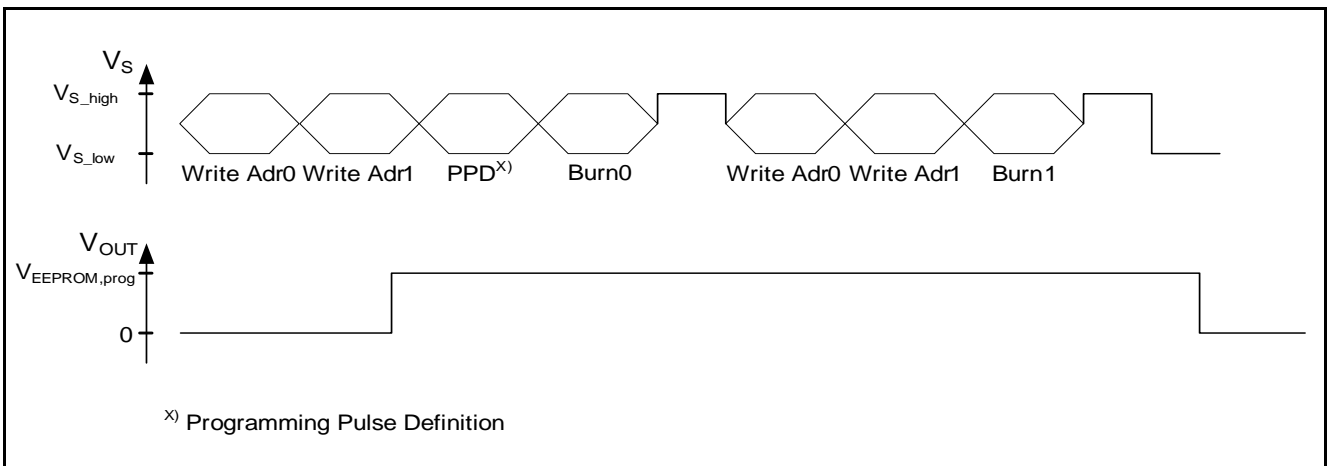 V_S
V_S_high
V_S_low
Write Adr0 Write Adr1 PPD^X) Burn0 Write Adr0 Write Adr1 Burn1
V_OUT
V_EEPROM,prog
0
X) Programming Pulse Definition